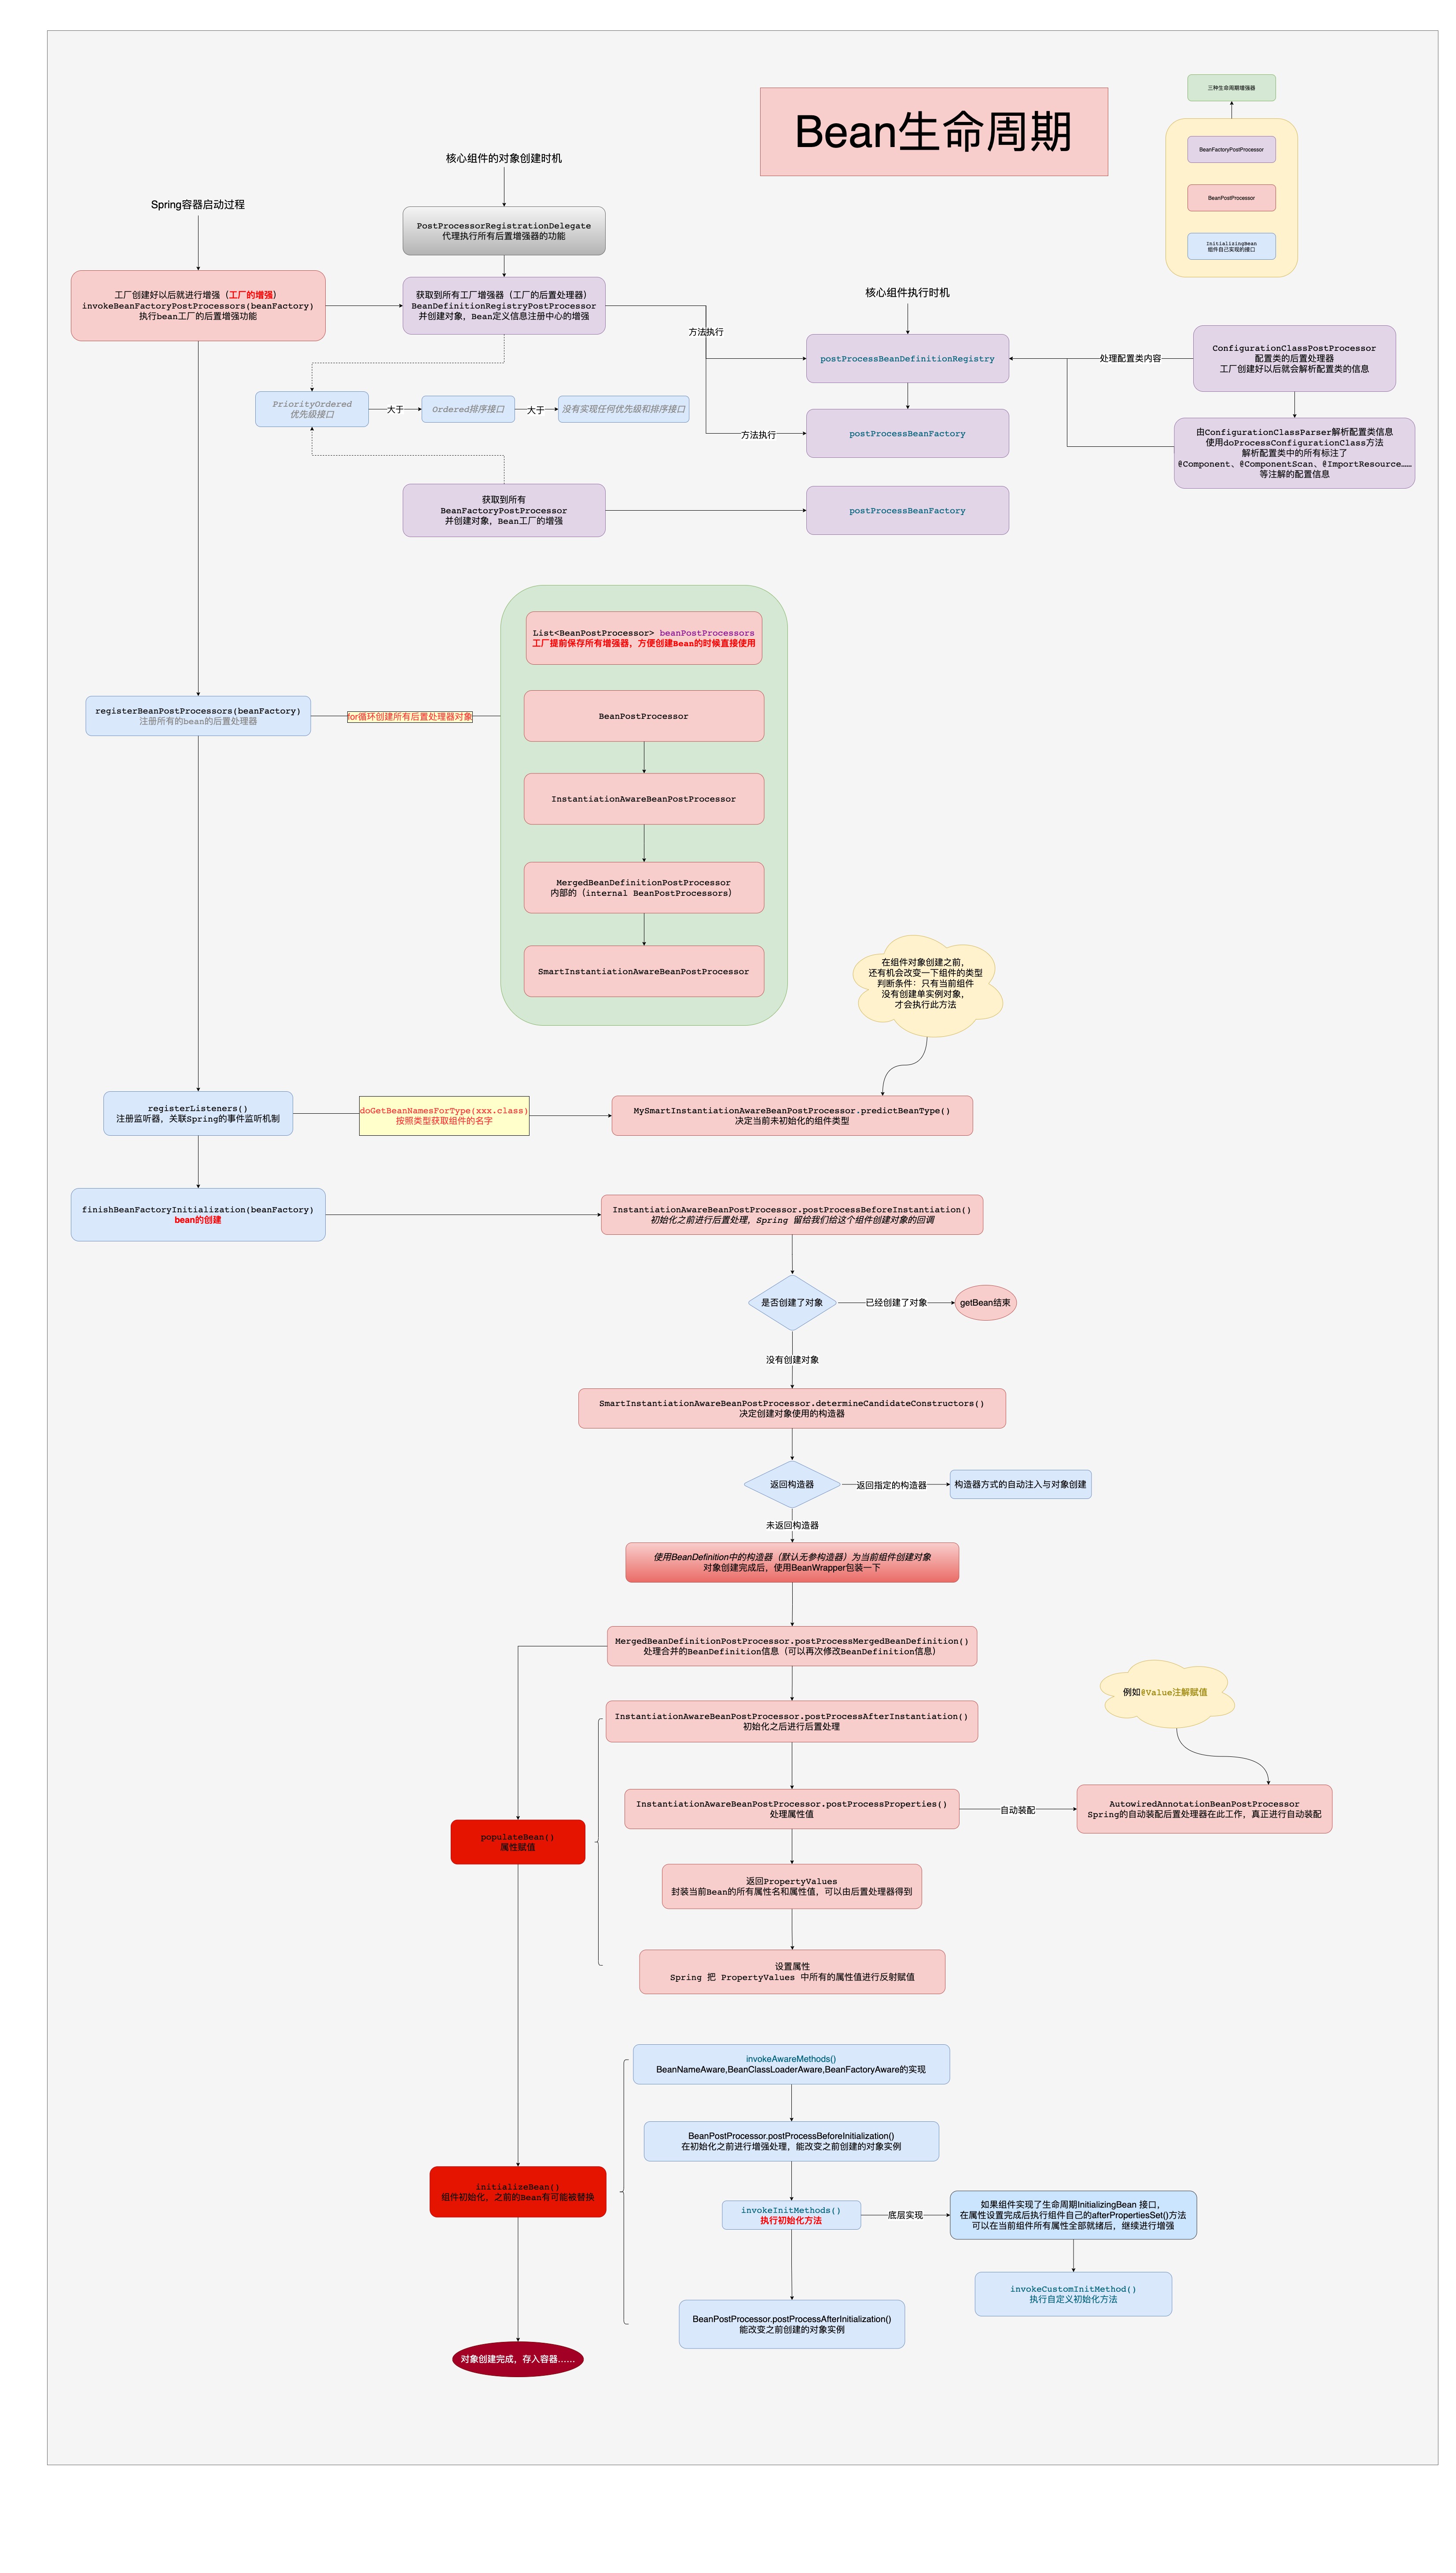 Bean生命周期
三种生命周期增强器
BeanFactoryPostProcessor
BeanPostProcessor
InitializingBean
组件自己实现的接口
核心组件的对象创建时机
Spring容器启动过程
PostProcessorRegistrationDelegate
代理执行所有后置增强器的功能
工厂创建好以后就进行增强（工厂的增强）
invokeBeanFactoryPostProcessors(beanFactory)
执行bean工厂的后置增强功能
获取到所有工厂增强器（工厂的后置处理器）
BeanDefinitionRegistryPostProcessor
并创建对象，Bean定义信息注册中心的增强
核心组件执行时机
方法执行
postProcessBeanDefinitionRegistry
处理配置类内容
ConfigurationClassPostProcessor
配置类的后置处理器
工厂创建好以后就会解析配置类的信息
PriorityOrdered
优先级接口
大于
Ordered排序接口
大于
没有实现任何优先级和排序接口
方法执行
postProcessBeanFactory
由ConfigurationClassParser解析配置类信息
使用doProcessConfigurationClass方法
解析配置类中的所有标注了
@Component、@ComponentScan、@ImportResource……
等注解的配置信息
获取到所有
BeanFactoryPostProcessor
并创建对象，Bean工厂的增强
postProcessBeanFactory
List<BeanPostProcessor> beanPostProcessors
工厂提前保存所有增强器，方便创建Bean的时候直接使用
registerBeanPostProcessors(beanFactory)
注册所有的bean的后置处理器
for循环创建所有后置处理器对象
BeanPostProcessor
InstantiationAwareBeanPostProcessor
MergedBeanDefinitionPostProcessor
内部的（internal BeanPostProcessors）
SmartInstantiationAwareBeanPostProcessor
在组件对象创建之前，
还有机会改变一下组件的类型
判断条件：只有当前组件
没有创建单实例对象，
才会执行此方法
registerListeners()
注册监听器，关联Spring的事件监听机制
doGetBeanNamesForType(xxx.class)
按照类型获取组件的名字
MySmartInstantiationAwareBeanPostProcessor.predictBeanType()
决定当前未初始化的组件类型
finishBeanFactoryInitialization(beanFactory)
bean的创建
InstantiationAwareBeanPostProcessor.postProcessBeforeInstantiation()
初始化之前进行后置处理，Spring 留给我们给这个组件创建对象的回调
是否创建了对象
已经创建了对象
getBean结束
没有创建对象
SmartInstantiationAwareBeanPostProcessor.determineCandidateConstructors()
决定创建对象使用的构造器
返回构造器
返回指定的构造器
构造器方式的自动注入与对象创建
未返回构造器
使用BeanDefinition中的构造器（默认无参构造器）为当前组件创建对象
对象创建完成后，使用BeanWrapper包装一下
MergedBeanDefinitionPostProcessor.postProcessMergedBeanDefinition()
处理合并的BeanDefinition信息（可以再次修改BeanDefinition信息）
例如@Value注解赋值
InstantiationAwareBeanPostProcessor.postProcessAfterInstantiation()
初始化之后进行后置处理
InstantiationAwareBeanPostProcessor.postProcessProperties()
处理属性值
自动装配
AutowiredAnnotationBeanPostProcessor
Spring的自动装配后置处理器在此工作，真正进行自动装配
populateBean()
属性赋值
返回PropertyValues
封装当前Bean的所有属性名和属性值，可以由后置处理器得到
设置属性
Spring 把 PropertyValues 中所有的属性值进行反射赋值
invokeAwareMethods()
BeanNameAware,BeanClassLoaderAware,BeanFactoryAware的实现
BeanPostProcessor.postProcessBeforeInitialization()
在初始化之前进行增强处理，能改变之前创建的对象实例
initializeBean()
组件初始化、之前的Bean有可能被替换
invokeInitMethods()
执行初始化方法
底层实现
如果组件实现了生命周期InitializingBean 接口，
在属性设置完成后执行组件自己的afterPropertiesSet()方法
可以在当前组件所有属性全部就绪后，继续进行增强
invokeCustomInitMethod()
执行自定义初始化方法
BeanPostProcessor.postProcessAfterInitialization()
能改变之前创建的对象实例
对象创建完成，存入容器……